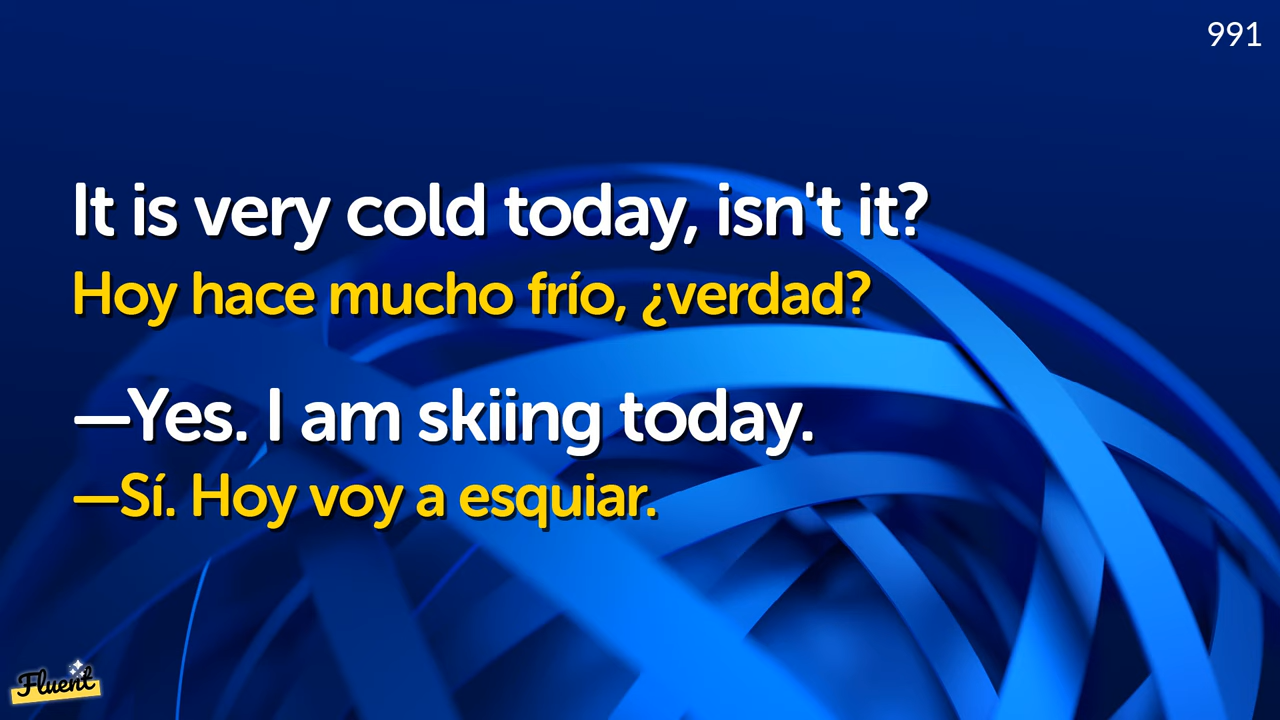 991
It is very cold today, isn't it?
Hoy hace mucho frío, ¿verdad?
—Yes. I am skiing today.
—Sí. Hoy voy a esquiar.
Fluent